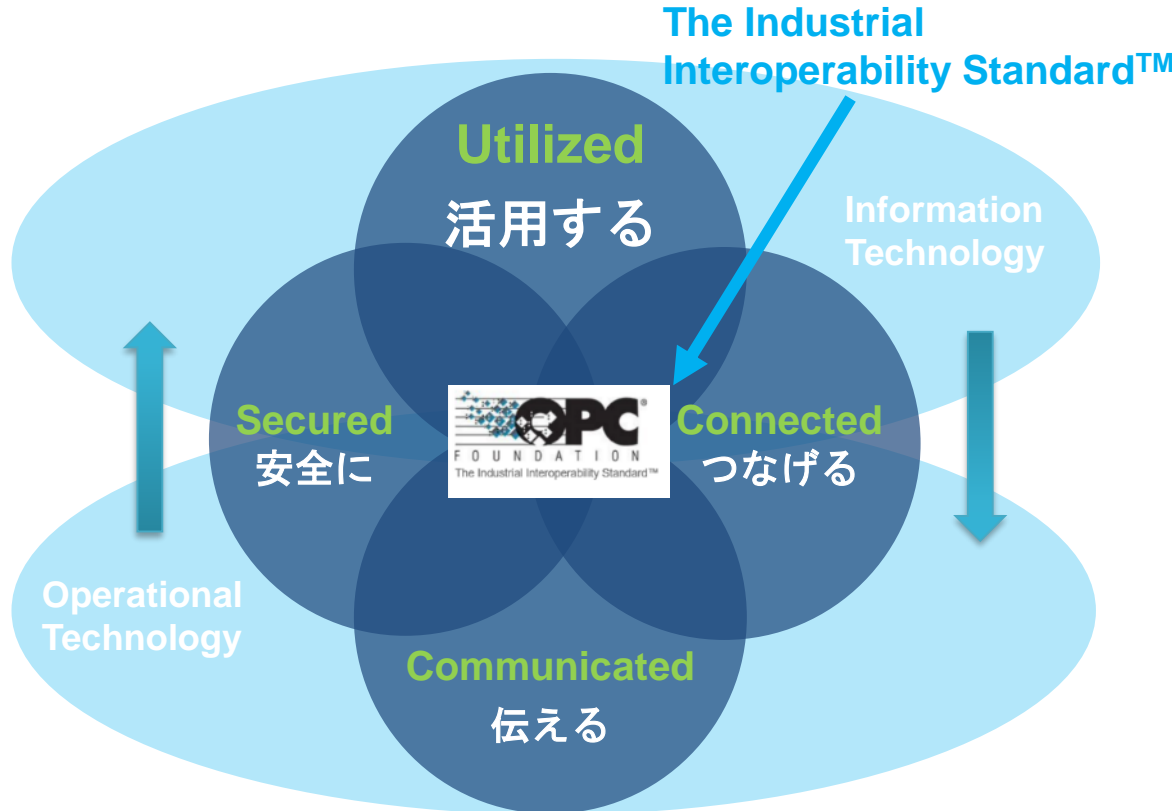 The Industrial
Interoperability Standard™
Utilized
活用する
Information
Technology
Secured
安全に
OPC®
FOUNDATION
The Industrial Interoperability Standard™
Connected
つなげる
Operational
Technology
Communicated
伝える